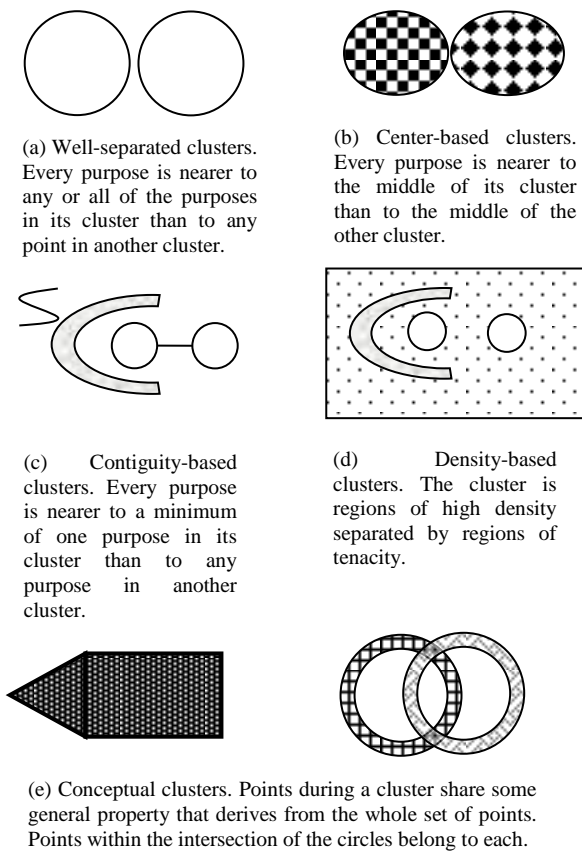 (a) Well-separated clusters.
Every purpose is nearer to
any or all of the purposes
in its cluster than to any
point in another cluster.
(b) Center-based clusters.
Every purpose is nearer to
the middle of its cluster
than to the middle of the
other cluster.
(c) Contiguity-based
clusters. Every purpose
is nearer to a minimum
of one purpose in its
cluster than to any
purpose in another
cluster.
(d) Density-based
clusters. The cluster is
regions of high density
separated by regions of
tenacity.
(e) Conceptual clusters. Points during a cluster share some
general property that derives from the whole set of points.
Points within the intersection of the circles belong to each.